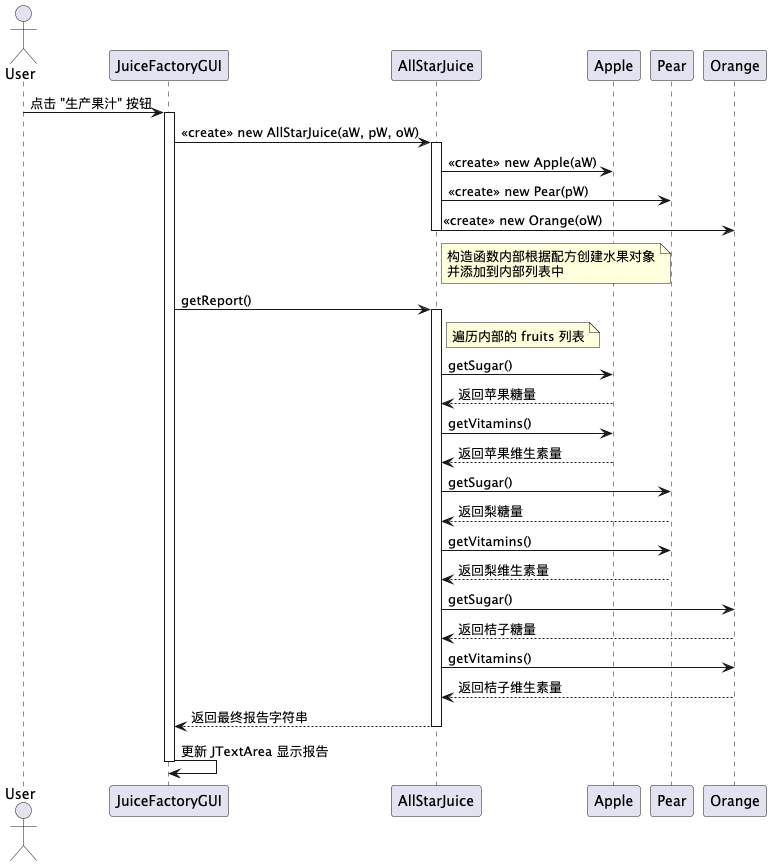 User
JuiceFactoryGUI
AllStarJuice
Apple
Pear
Orange
点击 "生产果汁" 按钮
«create» new AllStarJuice(aW, pW, oW)
«create» new Apple(aW)
«create» new Pear(pW)
«create» new Orange(oW)
构造函数内部根据配方创建水果对象
并添加到内部列表中
getReport()
遍历内部的 fruits 列表
getSugar()
返回苹果糖量
getVitamins()
返回苹果维生素量
getSugar()
返回梨糖量
getVitamins()
返回梨维生素量
getSugar()
返回桔子糖量
getVitamins()
返回桔子维生素量
返回最终报告字符串
更新 JTextArea 显示报告
User
JuiceFactoryGUI
AllStarJuice
Apple
Pear
Orange